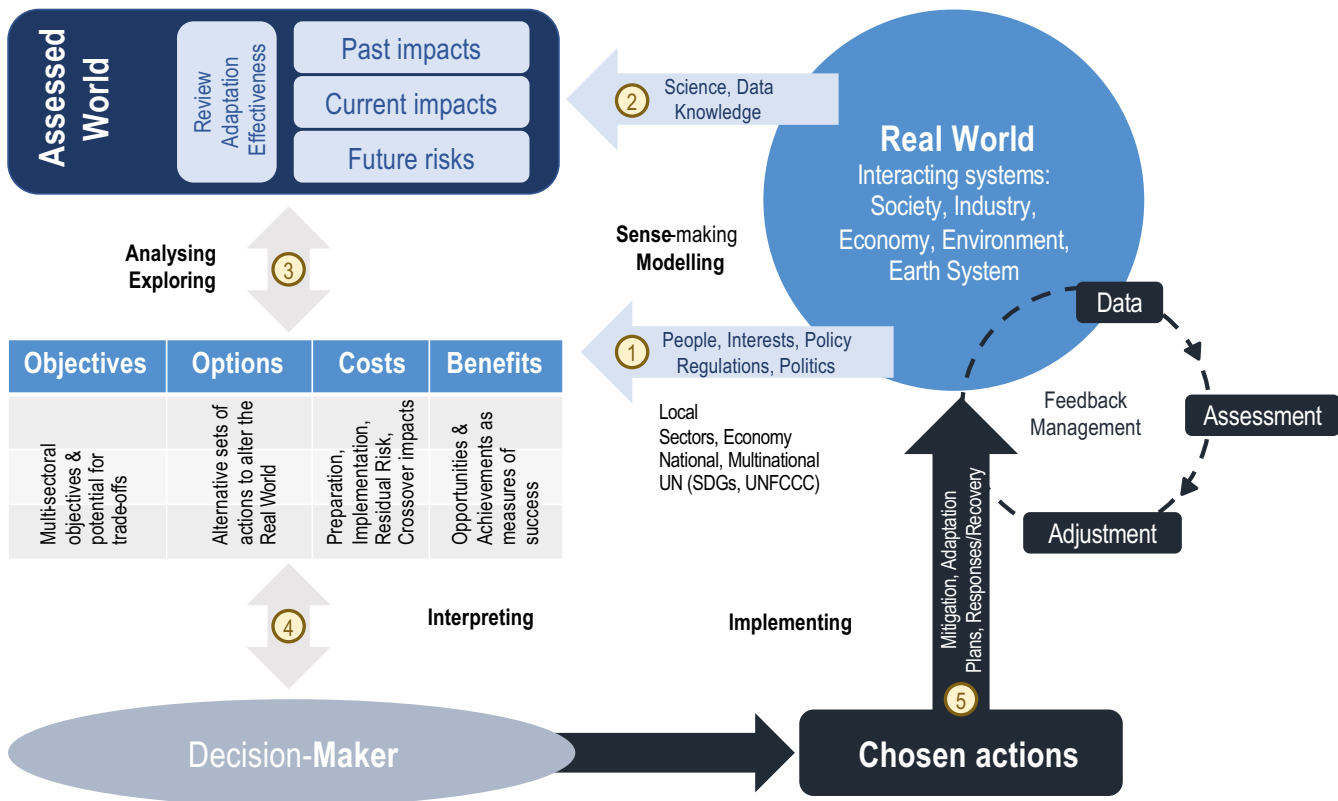 Assessed
World
Review
Adaptation
Effectiveness
Past impacts
Current impacts
Future risks
2
Science, Data
Knowledge
Real World
Interacting systems:
Society, Industry,
Economy, Environment,
Earth System
Analysing
Exploring
3
Sense-making
Modelling
1
People, Interests, Policy
Regulations, Politics
Local
Sectors, Economy
National, Multinational
UN (SDGs, UNFCCC)
Data
Feedback
Management
Assessment
Adjustment
Objectives
Options
Costs
Benefits
Multi-sectoral
objectives &
potential for
tradeoffs
Alternative sets of
actions to alter the
Real World
Preparation,
Implementation,
Residual Risk,
Crossover impacts
Opportunities &
Achievements as
measures of
success
4
Interpreting
Implementing
Mitigation, Adaptation
Plans, Responses/Recovery
5
Decision-Maker
Chosen actions